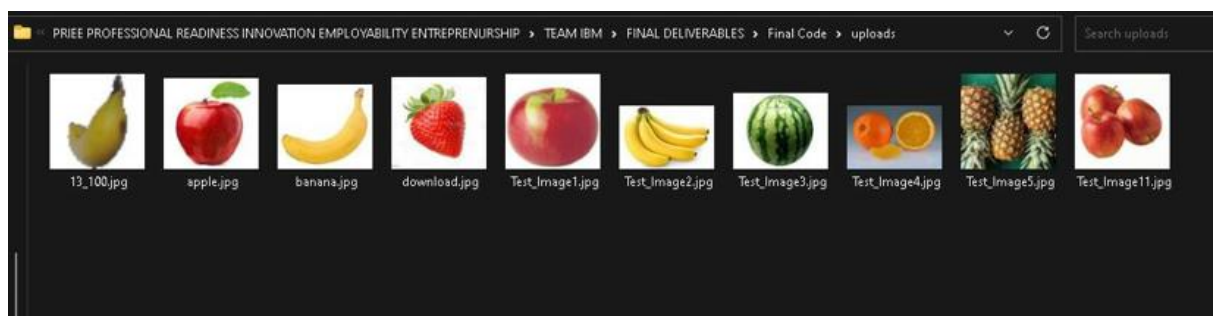 « PRIEE PROFESSIONAL READINESS INNOVATION EMPLOYABILITY ENTREPRENURSHIP › TEAM IBM › FINAL DELIVERABLES › Final Code › uploads
Search uploads
13_100.jpg
apple.jpg
banana.jpg
download.jpg
Test_Image1.jpg
Test_Image2.jpg
Test_Image3.jpg
Test_Image4.jpg
Test_Image5.jpg
Test_Image11.jpg